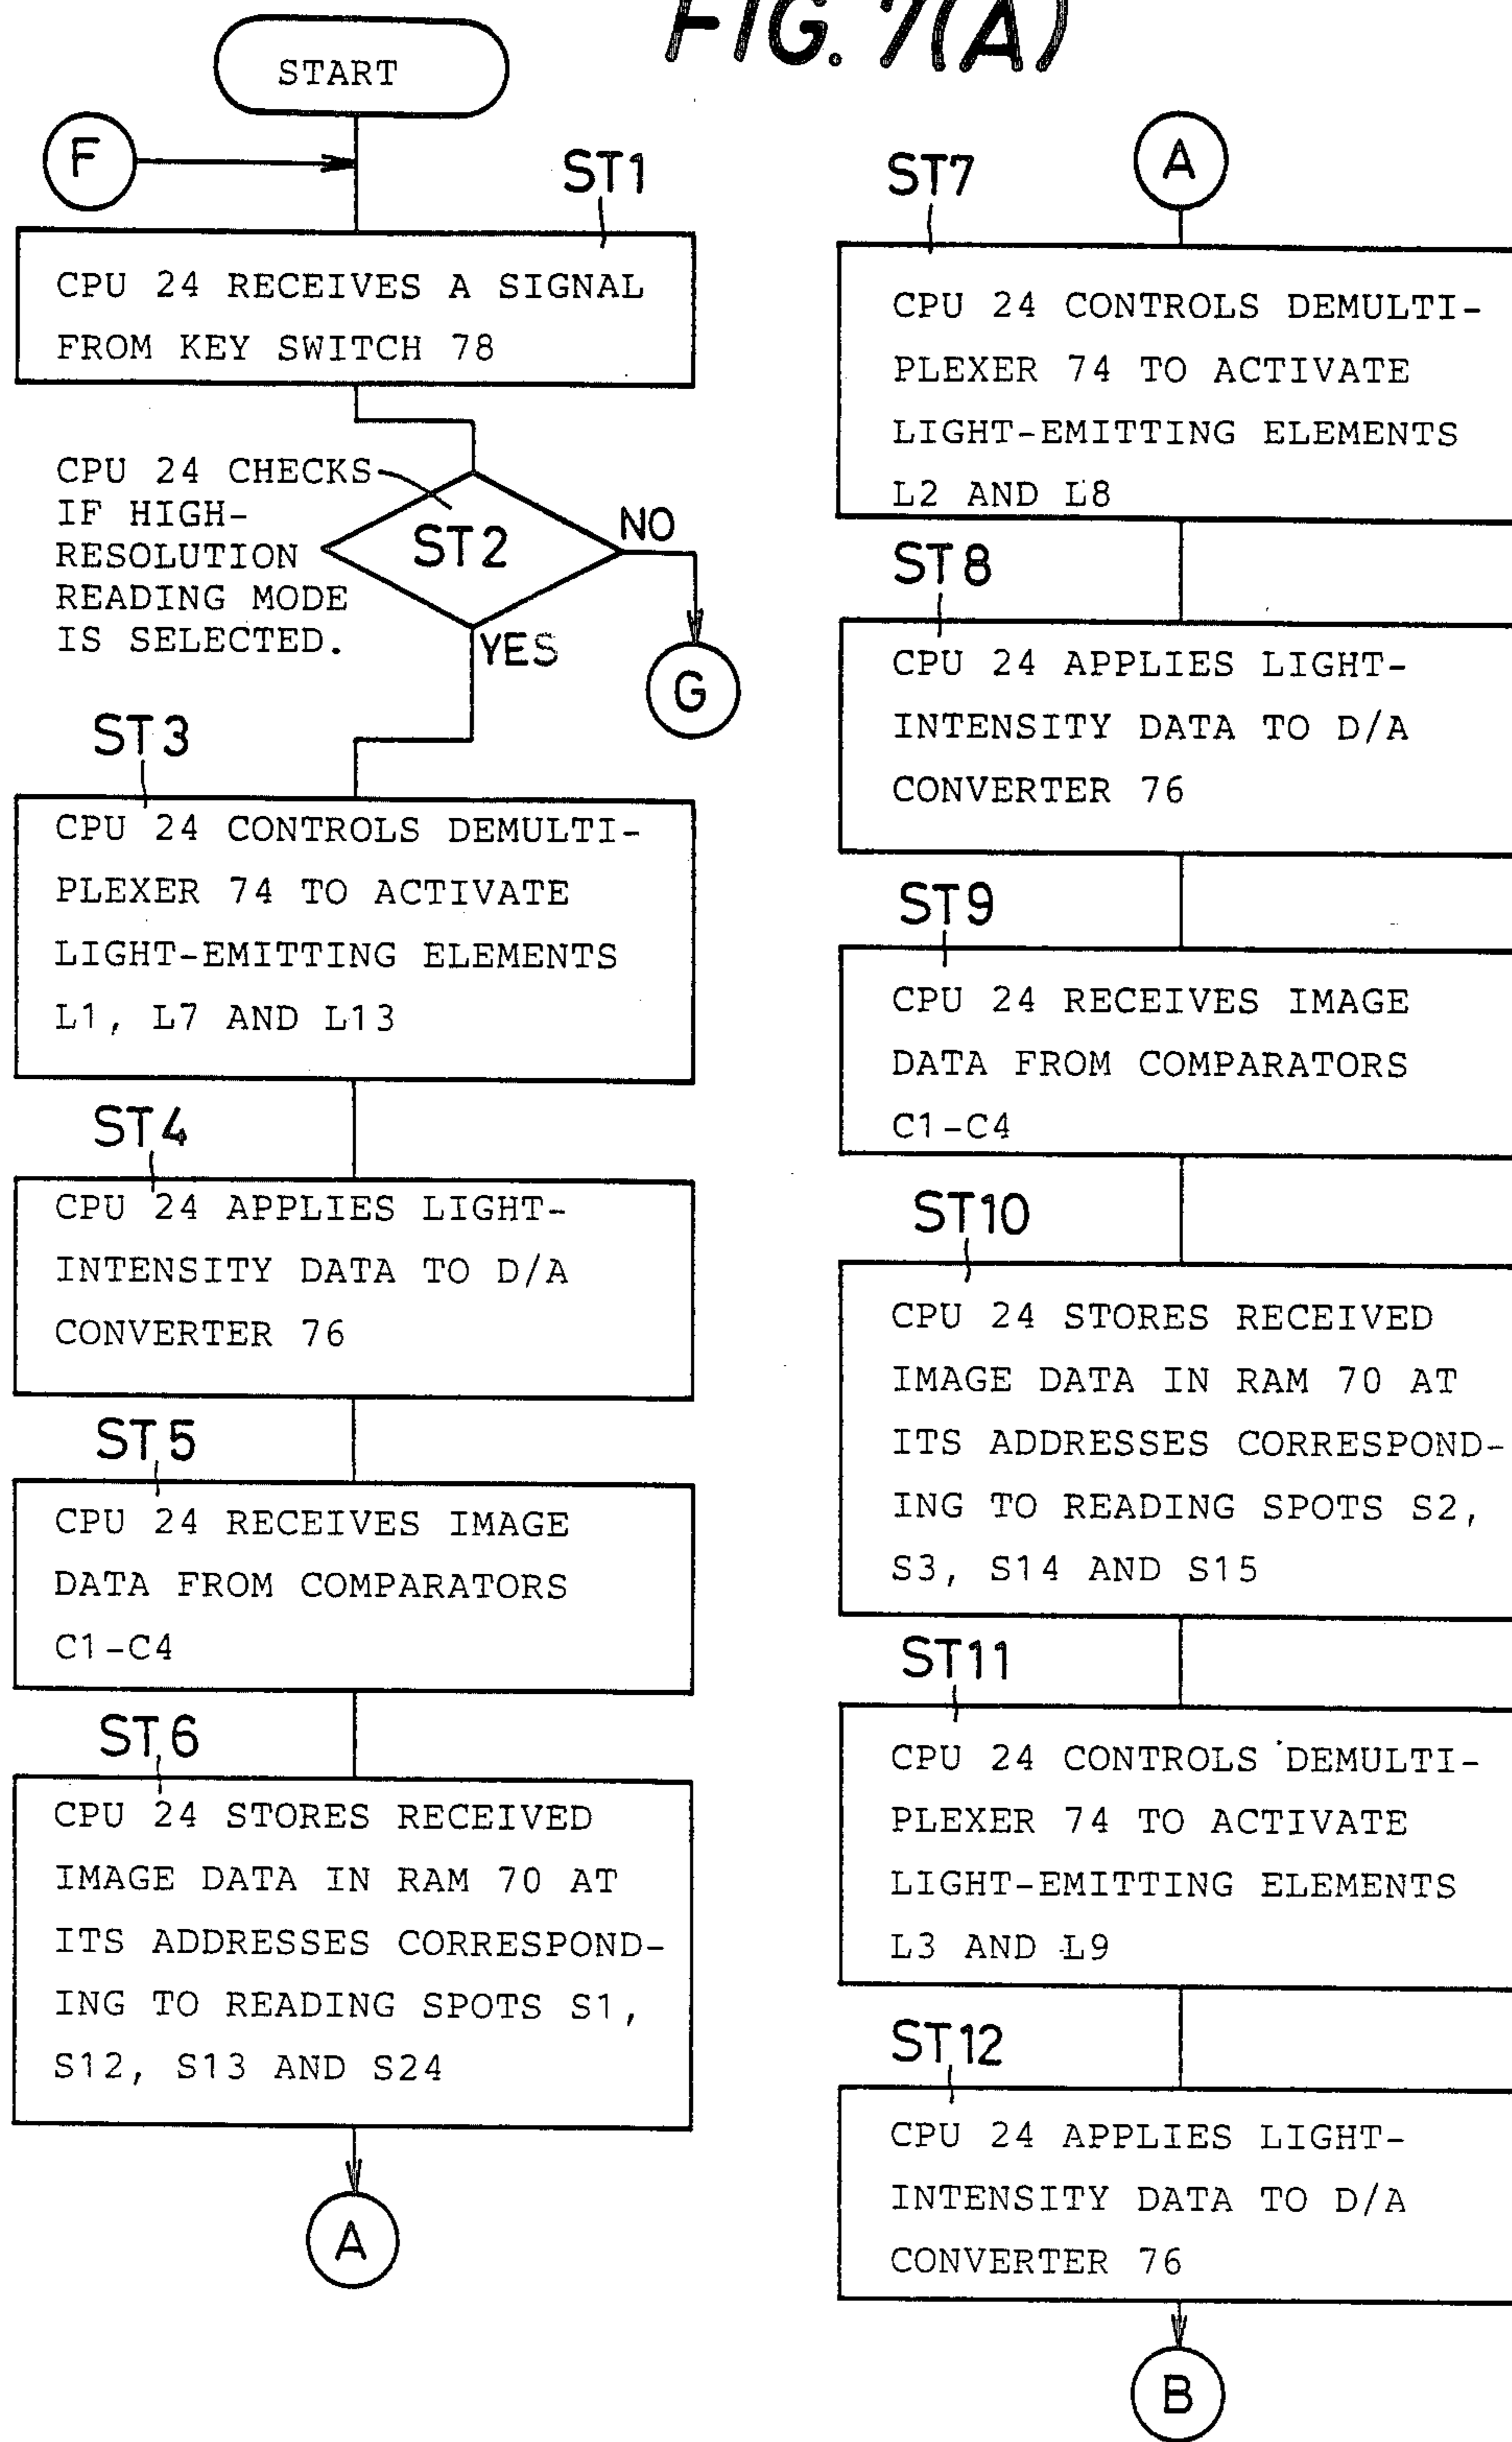 FIG. 7(A)
START
F
ST1
CPU 24 RECEIVES A SIGNAL
FROM KEY SWITCH 78
CPU 24 CHECKS
IF HIGH-
RESOLUTION
READING MODE
IS SELECTED.
ST2
NO
YES
G
ST3
CPU 24 CONTROLS DEMULTI-
PLEXER 74 TO ACTIVATE
LIGHT-EMITTING ELEMENTS
L1, L7 AND L13
ST4
CPU 24 APPLIES LIGHT-
INTENSITY DATA TO D/A
CONVERTER 76
ST5
CPU 24 RECEIVES IMAGE
DATA FROM COMPARATORS
C1-C4
ST6
CPU 24 STORES RECEIVED
IMAGE DATA IN RAM 70 AT
ITS ADDRESSES CORRESPOND-
ING TO READING SPOTS S1,
S12, S13 AND S24
A
A
ST7
CPU 24 CONTROLS DEMULTI-
PLEXER 74 TO ACTIVATE
LIGHT-EMITTING ELEMENTS
L2 AND L8
ST8
CPU 24 APPLIES LIGHT-
INTENSITY DATA TO D/A
CONVERTER 76
ST9
CPU 24 RECEIVES IMAGE
DATA FROM COMPARATORS
C1-C4
ST10
CPU 24 STORES RECEIVED
IMAGE DATA IN RAM 70 AT
ITS ADDRESSES CORRESPOND-
ING TO READING SPOTS S2,
S3, S14 AND S15
ST11
CPU 24 CONTROLS DEMULTI-
PLEXER 74 TO ACTIVATE
LIGHT-EMITTING ELEMENTS
L3 AND L9
ST12
CPU 24 APPLIES LIGHT-
INTENSITY DATA TO D/A
CONVERTER 76
B